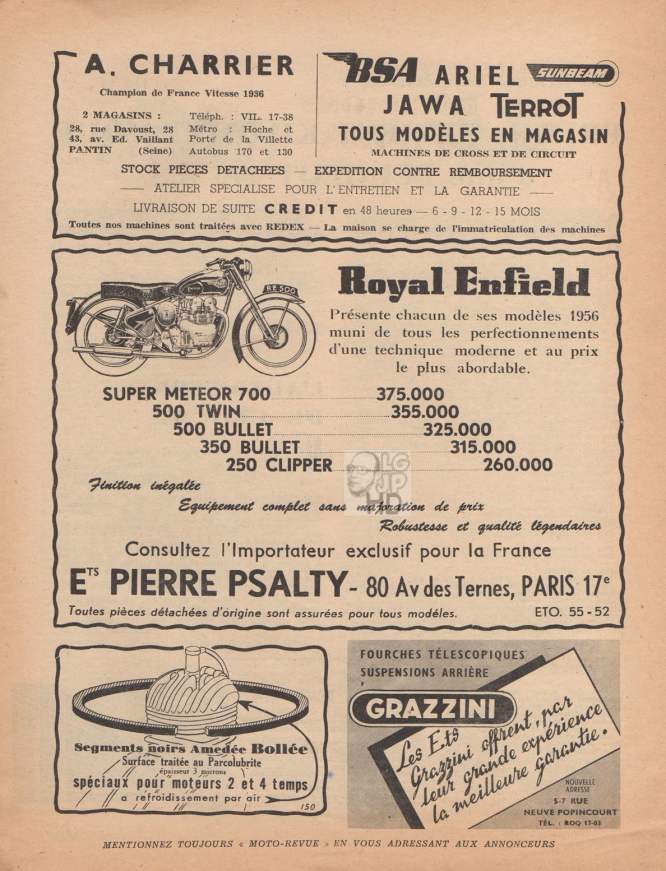 A. CHARRIER
Champion de France Vitesse 1936
2 MAGASINS :
28, rue Davoust, 28
43, av. Ed. Vaillant
PANTIN (Seine)
Téléph. : VIL. 17-38
Métro : Hoche et
Porte de la Villette
Autobus 170 et 130
BSA ARIEL SUNBEAM
JAWA TERROT
TOUS MODÈLES EN MAGASIN
MACHINES DE CROSS ET DE CIRCUIT
STOCK PIECES DETACHEES — EXPEDITION CONTRE REMBOURSEMENT
— ATELIER SPECIALISE POUR L'ENTRETIEN ET LA GARANTIE —
LIVRAISON DE SUITE CREDIT en 48 heures — 6 - 9 - 12 - 15 MOIS
Toutes nos machines sont traitées avec REDEX — La maison se charge de l'immatriculation des machines
RE 500
Royal Enfield
Présente chacun de ses modèles 1956
muni de tous les perfectionnements
d'une technique moderne et au prix
le plus abordable.
SUPER METEOR 700 375.000
500 TWIN 355.000
500 BULLET 325.000
350 BULLET 315.000
250 CLIPPER 260.000
LG
JP
HD
Finition inégalée
Equipement complet sans majoration de prix
Robustesse et qualité légendaires
Consultez l'Importateur exclusif pour la France
ETS PIERRE PSALTY - 80 Av des Ternes, PARIS 17e
Toutes pièces détachées d'origine sont assurées pour tous modèles. ETO. 55 - 52
Segments noirs Amedée Bollée
Surface traitée au Parcolubrite
épaisseur 3 microns
spéciaux pour moteurs 2 et 4 temps
a refroidissement par air
150
FOURCHES TÉLESCOPIQUES
SUSPENSIONS ARRIÈRE
GRAZZINI
Les Ets
Grazzini offrent, par
leur grande expérience
la meilleure garantie.
NOUVELLE
ADRESSE
5-7 RUE
NEUVE POPINCOURT
TÉL. : ROQ 17-03
MENTIONNEZ TOUJOURS « MOTO-REVUE » EN VOUS ADRESSANT AUX ANNONCEURS